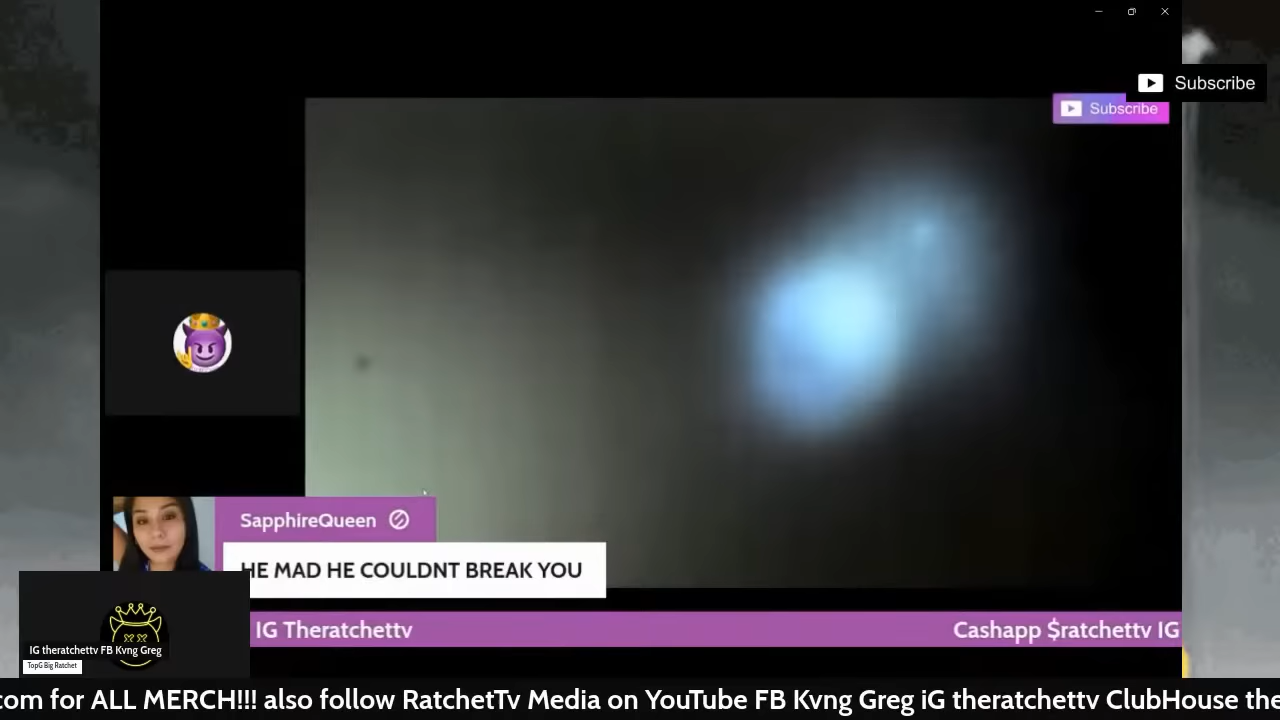 Subscribe
Subscribe
SapphireQueen
HE MAD HE COULDNT BREAK YOU
IG Theratchettv
Cashapp $ratchettv IG
IG theratchettv FB Kvng Greg
TopG Big Ratchet
.com for ALL MERCH!!! also follow RatchetTv Media on YouTube FB Kvng Greg iG theratchettv ClubHouse the